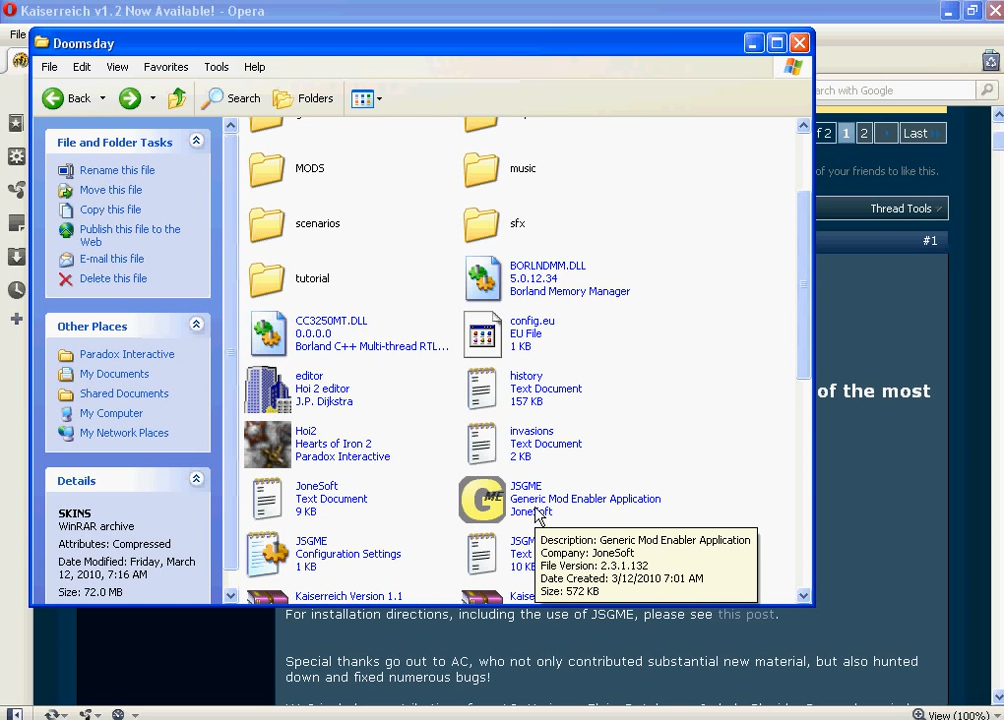 Kaiserreich v1.2 Now Available! - Opera
File
Doomsday
File Edit View Favorites Tools Help
Back Search Folders
arch with Google
File and Folder Tasks
Rename this file
Move this file
Copy this file
Publish this file to the
Web
E-mail this file
Delete this file
Other Places
Paradox Interactive
My Documents
Shared Documents
My Computer
My Network Places
Details
SKINS
WinRAR archive
Attributes: Compressed
Date Modified: Friday, March
12, 2010, 7:16 AM
Size: 72.0 MB
MODS
music
scenarios
sfx
tutorial
BORLNDMM.DLL
5.0.12.34
Borland Memory Manager
CC3250MT.DLL
0.0.0.0
Borland C++ Multi-thread RTL...
config.eu
EU File
1 KB
editor
Hoi 2 editor
J.P. Dijkstra
history
Text Document
157 KB
Hoi2
Hearts of Iron 2
Paradox Interactive
invasions
Text Document
2 KB
JoneSoft
Text Document
9 KB
GME
JSGME
Generic Mod Enabler Application
JoneSoft
JSGME
Configuration Settings
1 KB
JSGM
Text
10 KB
Description: Generic Mod Enabler Application
Company: JoneSoft
File Version: 2.3.1.132
Date Created: 3/12/2010 7:01 AM
Size: 572 KB
Kaiserreich Version 1.1
Kaise
of 2 1 2 Last
of your friends to like this.
Thread Tools
#1
of the most
For installation directions, including the use of JSGME, please see this post.
Special thanks go out to AC, who not only contributed substantial new material, but also hunted
down and fixed numerous bugs!
View (100%)